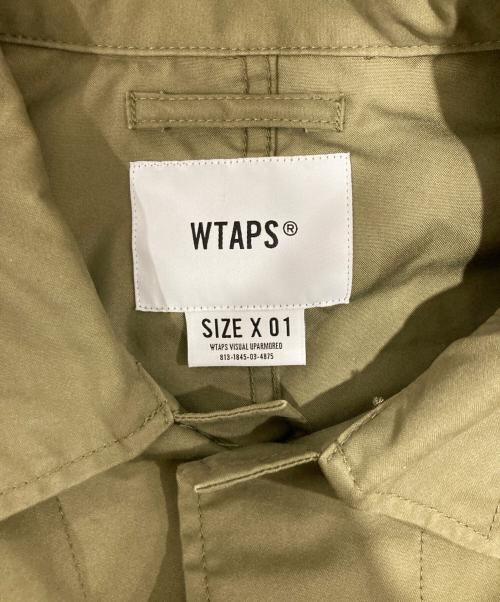 WTAPS®
SIZE X 01
WTAPS VISUAL UPARMORED
813-1845-03-4875